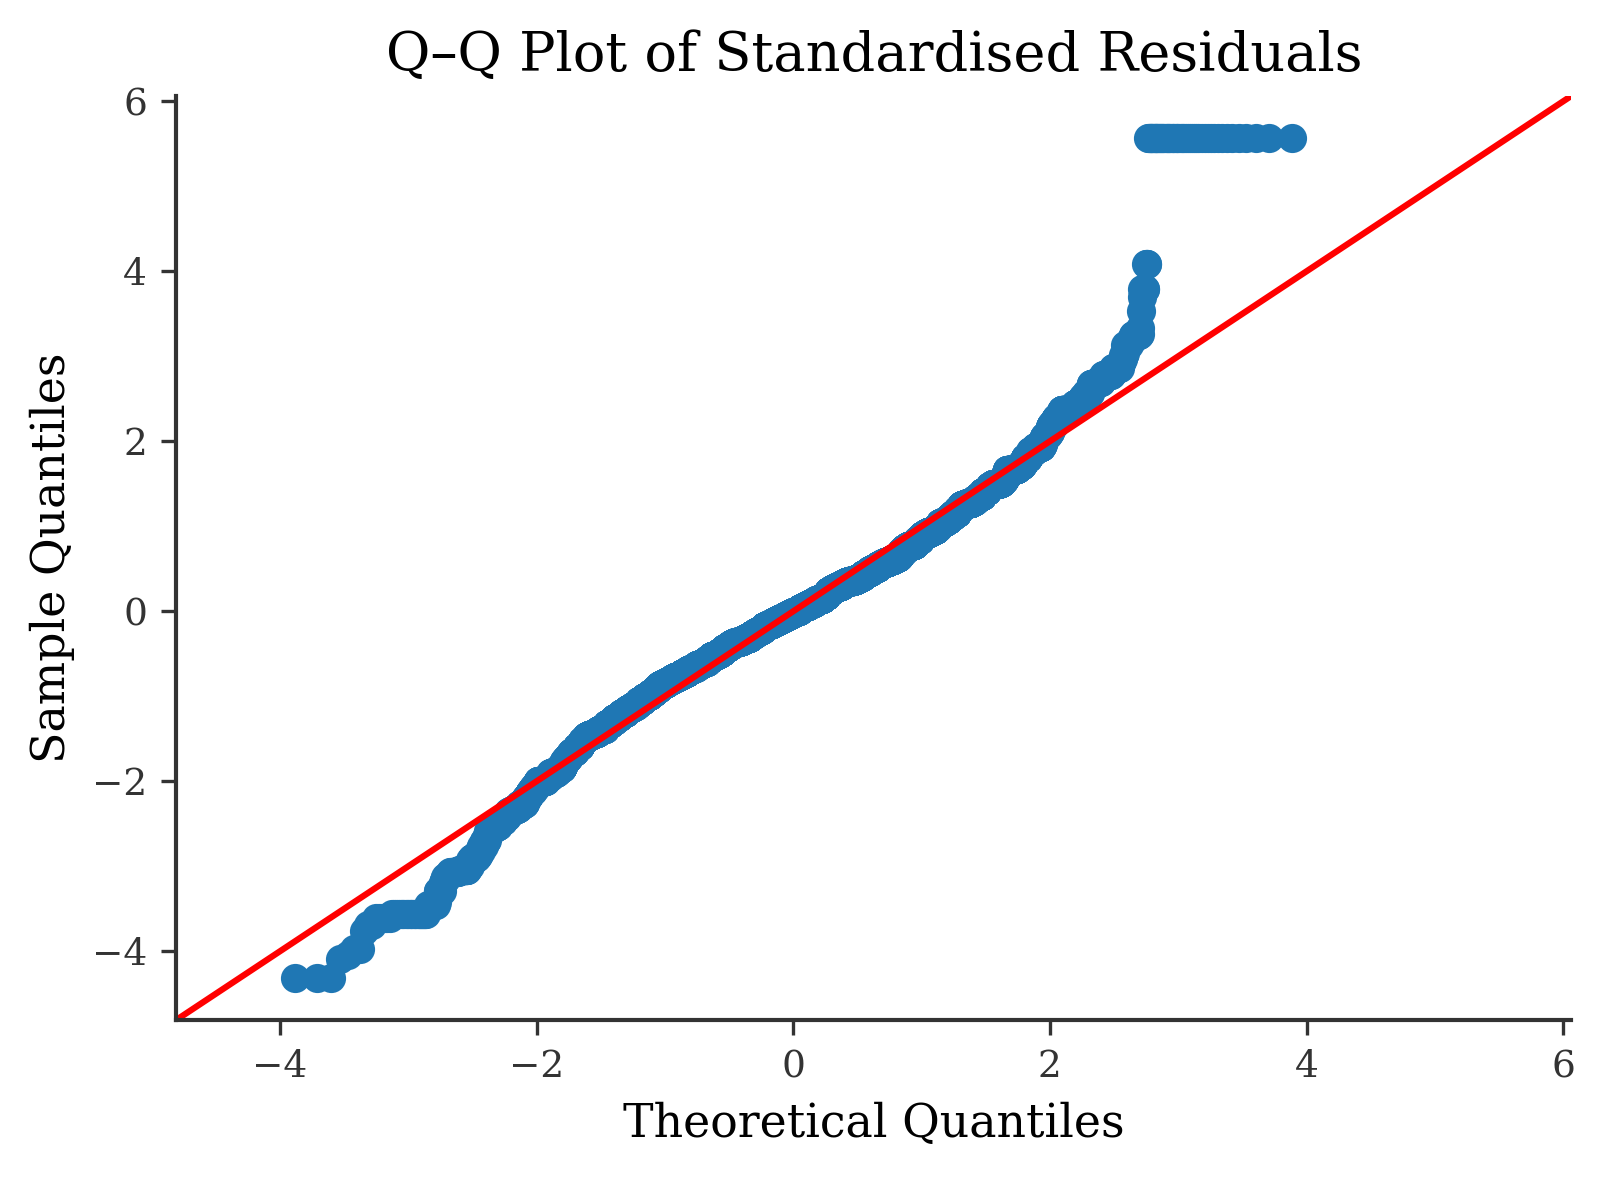 Q–Q Plot of Standardised Residuals
6
4
2
0
−2
−4
Sample Quantiles
−4 −2 0 2 4 6
Theoretical Quantiles